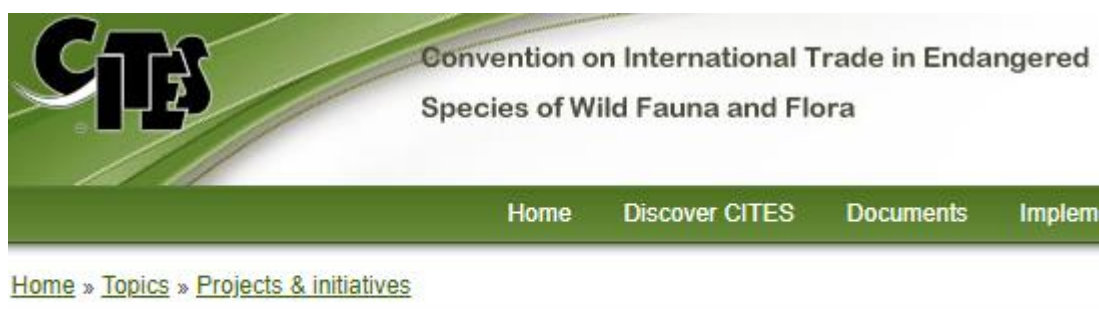 CITES
®
Convention on International Trade in Endangered
Species of Wild Fauna and Flora
Home Discover CITES Documents Implem
Home » Topics » Projects & initiatives